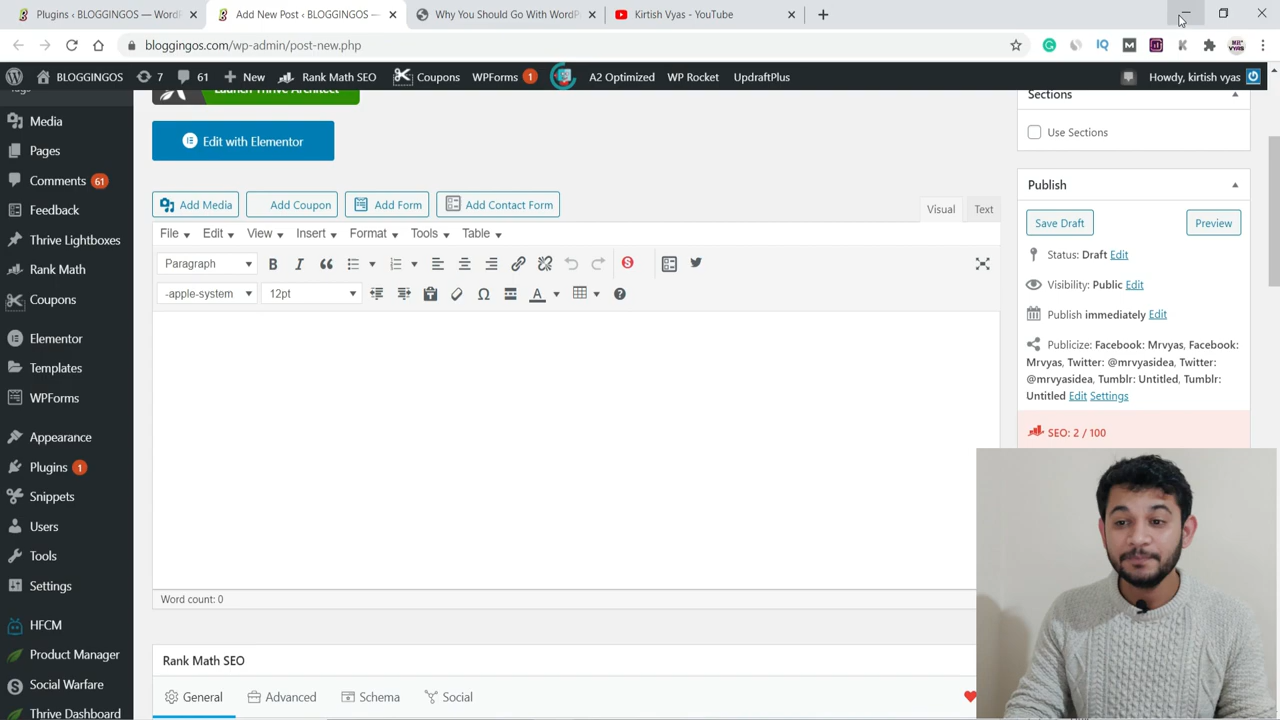 Plugins ‹ BLOGGINGOS — WordP
Add New Post ‹ BLOGGINGOS —
Why You Should Go With WordP
Kirtish Vyas - YouTube
bloggingos.com/wp-admin/post-new.php
BLOGGINGOS
7
61
New
Rank Math SEO
Coupons
WPForms 1
A2 Optimized
WP Rocket
UpdraftPlus
Howdy, kirtish vyas
Tags
Media
Pages
Comments 61
Feedback
Thrive Lightboxes
Rank Math
Coupons
Elementor
Templates
WPForms
Appearance
Plugins 1
Snippets
Users
Tools
Settings
HFCM
Product Manager
Social Warfare
Thrive Dashboard
Launch Thrive Architect
Edit with Elementor
Add Media
Add Coupon
Add Form
Add Contact Form
Visual
Text
File
Edit
View
Insert
Format
Tools
Table
Paragraph
-apple-system
12pt
Word count: 0
Rank Math SEO
General
Advanced
Schema
Social
Sections
Use Sections
Publish
Save Draft
Preview
Status: Draft Edit
Visibility: Public Edit
Publish immediately Edit
Publicize: Facebook: Mrvyas, Facebook:
Mrvyas, Twitter: @mrvyasidea, Twitter:
@mrvyasidea, Tumblr: Untitled, Tumblr:
Untitled Edit Settings
SEO: 2 / 100